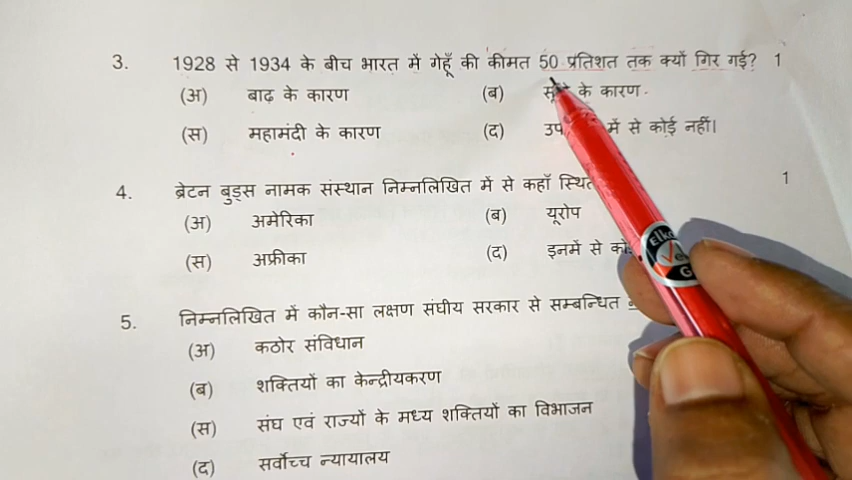 3. 1928 से 1934 के बीच भारत में गेहूँ की कीमत 50 प्रतिशत तक क्यों गिर गई? 1
(अ) बाढ़ के कारण (ब) के कारण
(स) महामंदी के कारण (द) में से कोई नहीं।
4. ब्रेटन बुड्स नामक संस्थान निम्नलिखित में से कहाँ 1
(अ) अमेरिका (ब) यूरोप
(स) अफ्रीका (द) इनमें से
5. निम्नलिखित में कौन-सा लक्षण संघीय सरकार से सम्बन्धित
(अ) कठोर संविधान
(ब) शक्तियों का केन्द्रीयकरण
(स) संघ एवं राज्यों के मध्य शक्तियों का विभाजन
(द) सर्वोच्च न्यायालय